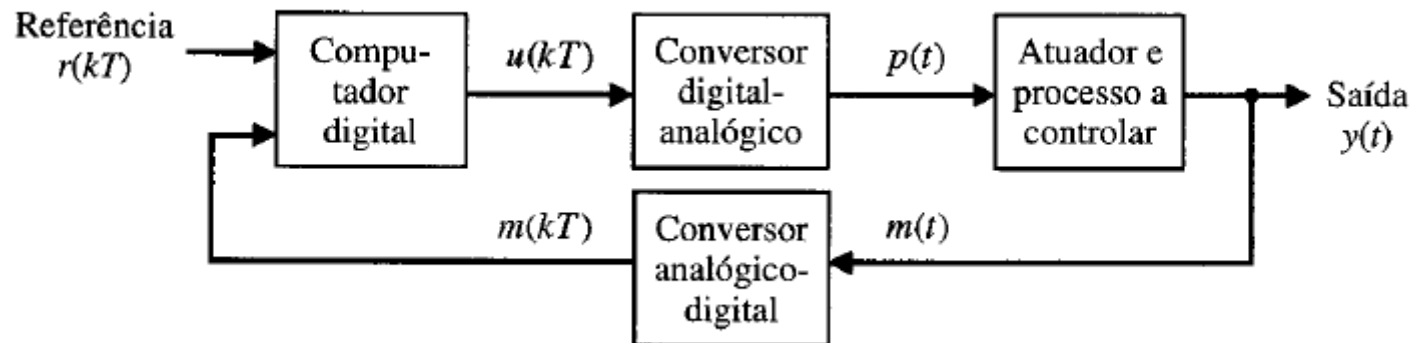 Referência
r(kT)
Compu-
tador
digital
u(kT)
Conversor
digital-
analógico
p(t)
Atuador e
processo a
controlar
Saída
y(t)
m(kT)
Conversor
analógico-
digital
m(t)